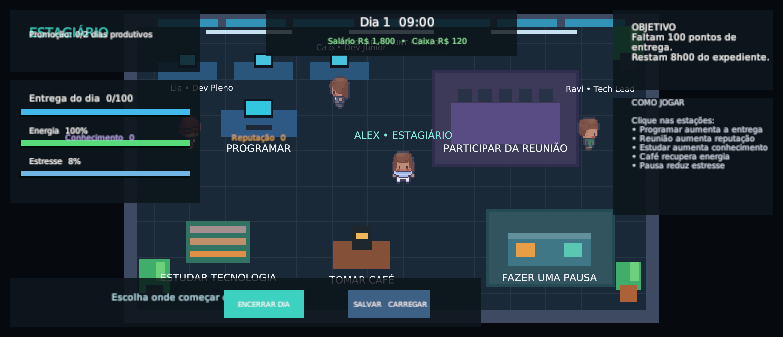 ESTAGIÁRIO
Promoção: 0/2 dias produtivos
Dia 1 09:00
Salário R$ 1,800 — Caixa R$ 120
Dev Júnior
OBJETIVO
Faltam 100 pontos de
entrega.
Restam 8h00 do expediente.
Lia • Dev Pleno
Ravi • Tech Lead
Entrega do dia 0/100
Energia 100%
Conhecimento 0
Reputação 0
Estresse 8%
PROGRAMAR
ALEX • ESTAGIÁRIO
PARTICIPAR DA REUNIÃO
COMO JOGAR
Clique nas estações:
• Programar aumenta a entrega
• Reunião aumenta reputação
• Estudar aumenta conhecimento
• Café recupera energia
• Pausa reduz estresse
ESTUDAR TECNOLOGIA
TOMAR CAFÉ
FAZER UMA PAUSA
Escolha onde começar
ENCERRAR DIA
SALVAR
CARREGAR